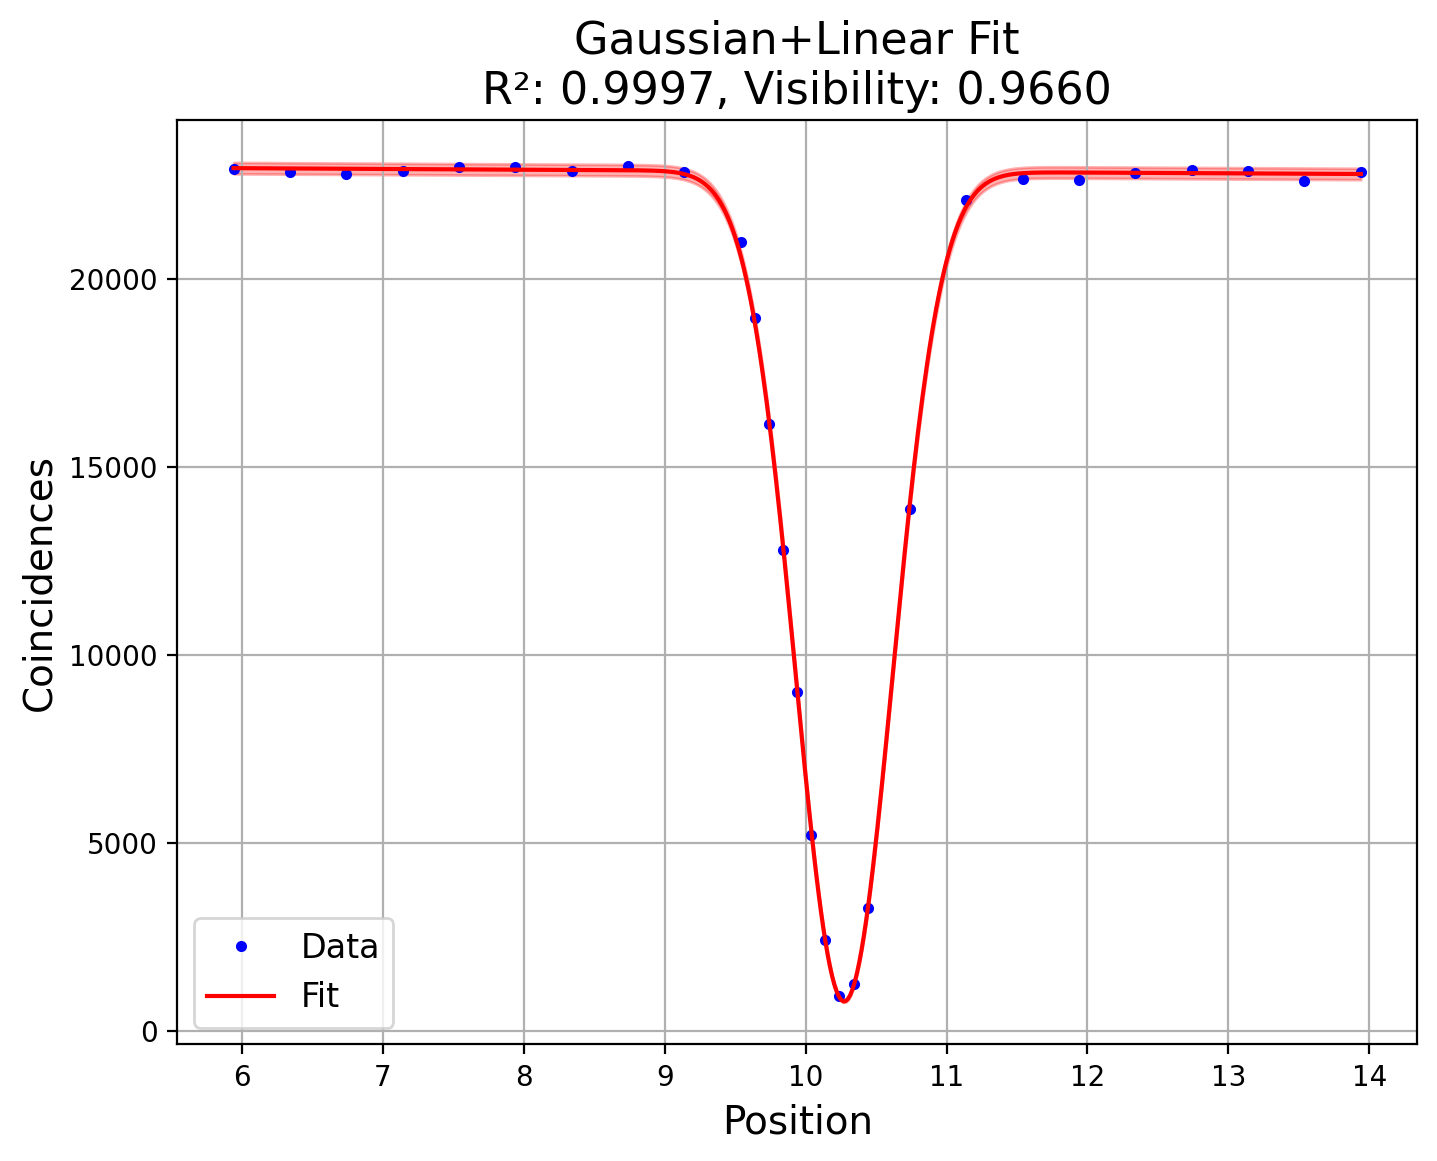 Gaussian+Linear Fit
R²: 0.9997, Visibility: 0.9660
Coincidences
20000
15000
10000
5000
0
Data
Fit
6 7 8 9 10 11 12 13 14
Position